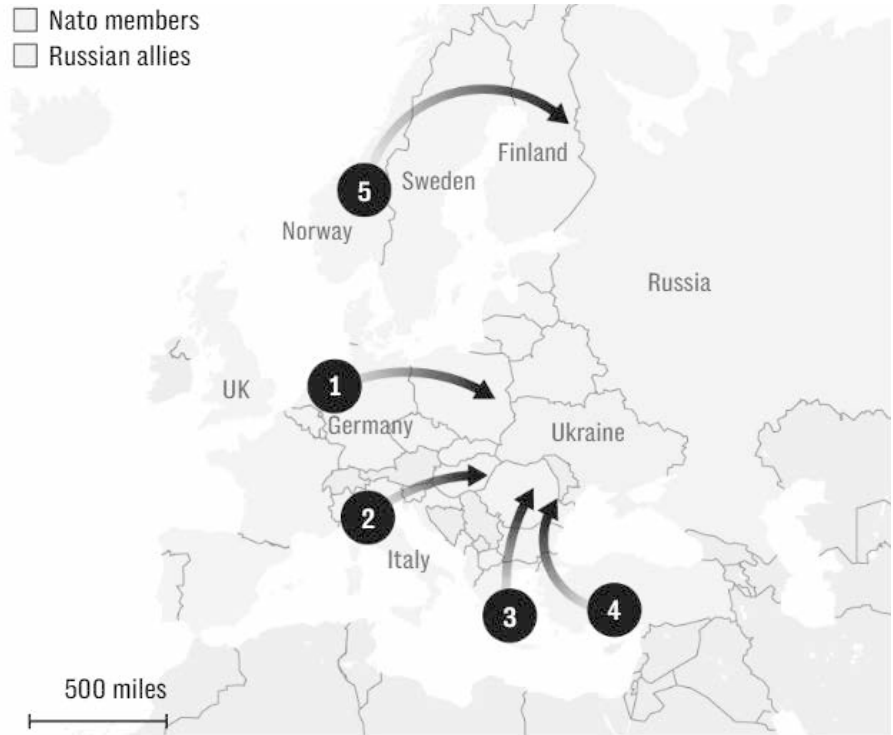 Nato members
Russian allies
Finland
5
Sweden
Norway
Russia
1
UK
Germany
Ukraine
2
Italy
3
4
500 miles